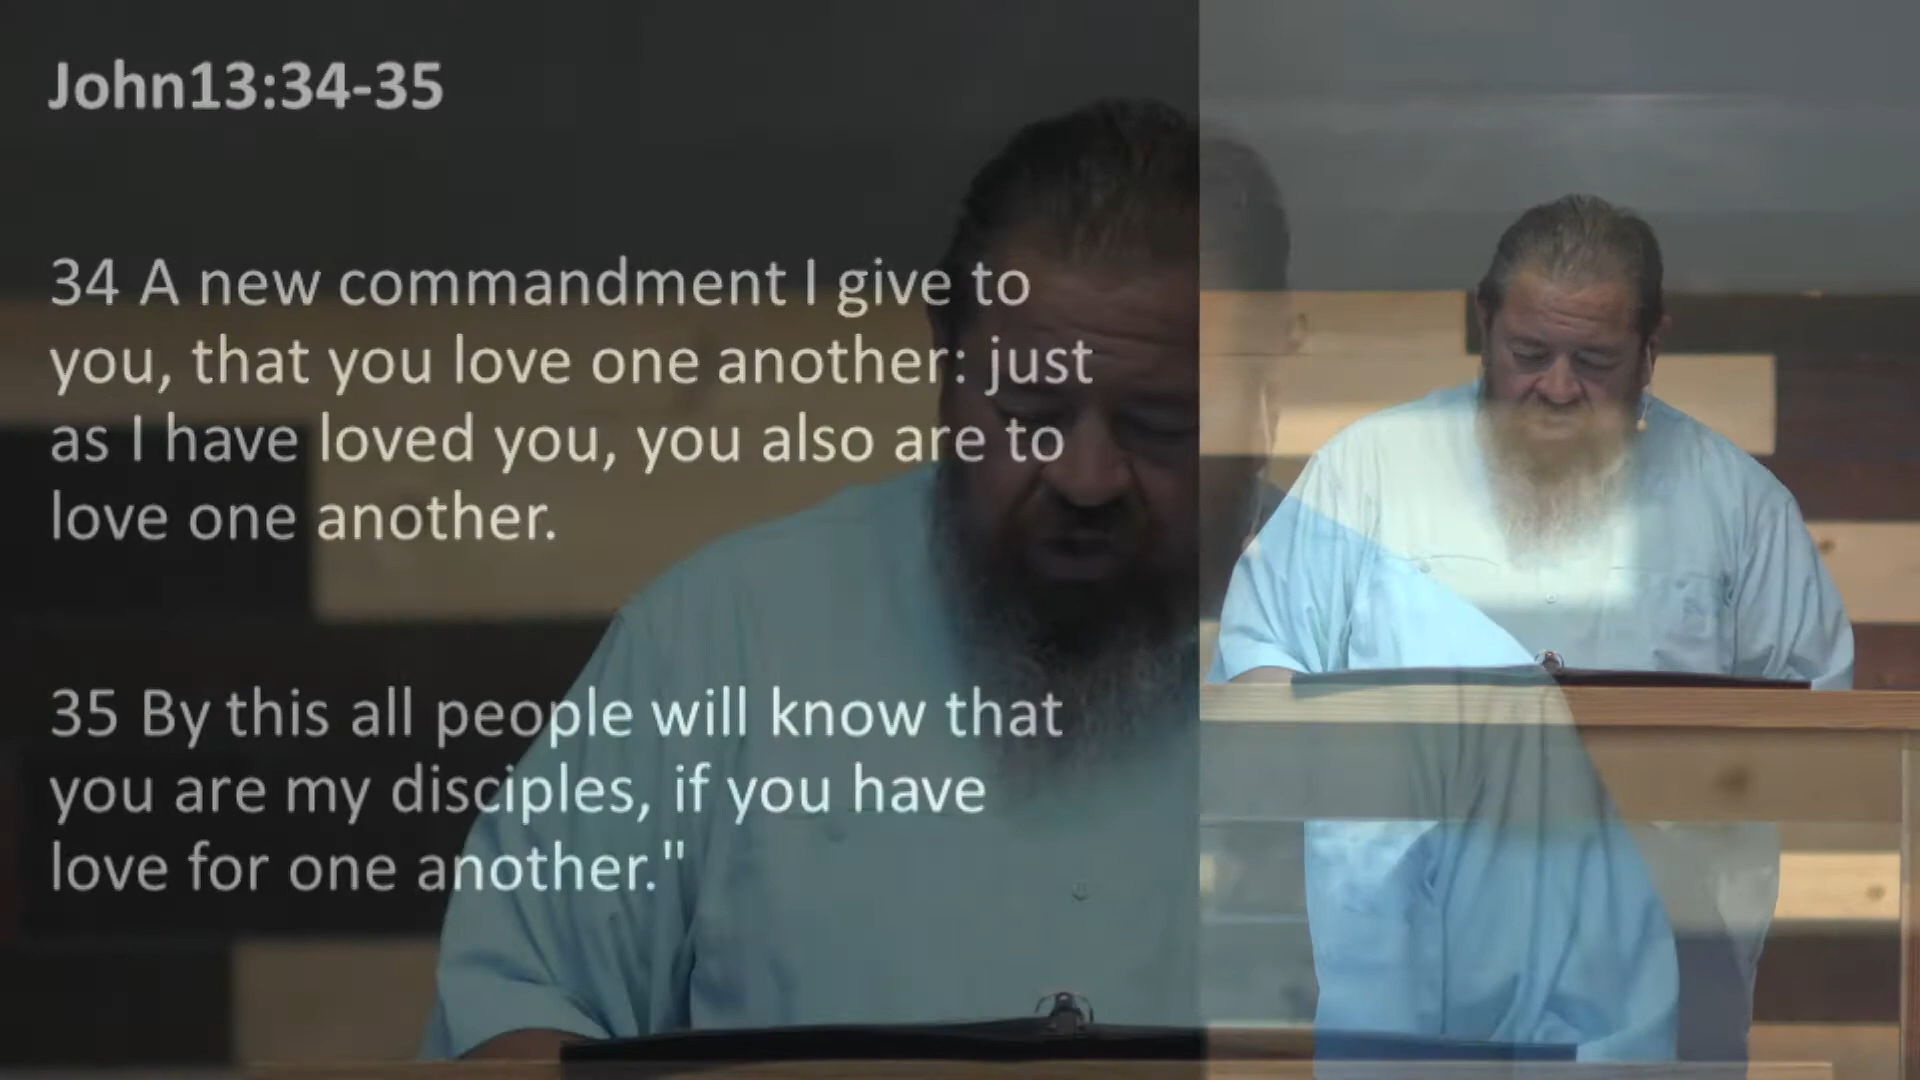 John13:34-35
34 A new commandment I give to
you, that you love one another: just
as I have loved you, you also are to
love one another.
35 By this all people will know that
you are my disciples, if you have
love for one another."